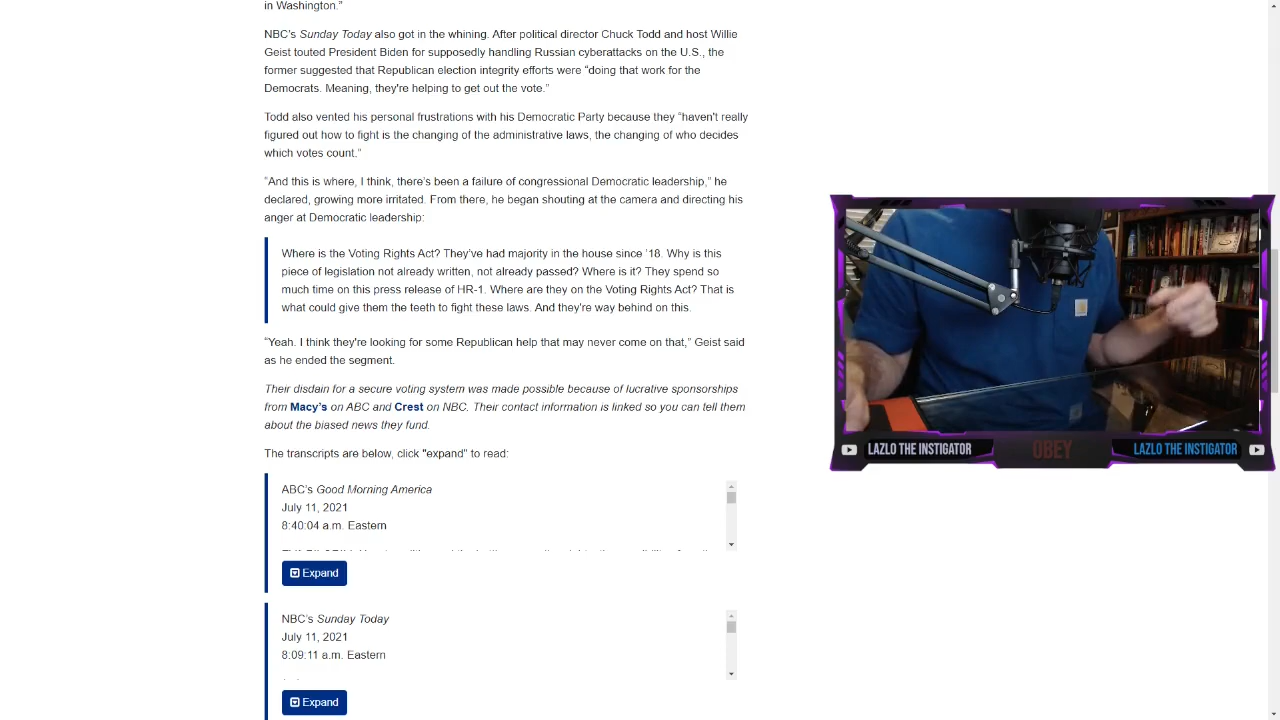 in Washington.”
NBC's Sunday Today also got in the whining. After political director Chuck Todd and host Willie
Geist touted President Biden for supposedly handling Russian cyberattacks on the U.S., the
former suggested that Republican election integrity efforts were “doing that work for the
Democrats. Meaning, they're helping to get out the vote.”
Todd also vented his personal frustrations with his Democratic Party because they “haven't really
figured out how to fight is the changing of the administrative laws, the changing of who decides
which votes count.”
“And this is where, I think, there's been a failure of congressional Democratic leadership,” he
declared, growing more irritated. From there, he began shouting at the camera and directing his
anger at Democratic leadership:
Where is the Voting Rights Act? They've had majority in the house since ’18. Why is this
piece of legislation not already written, not already passed? Where is it? They spend so
much time on this press release of HR-1. Where are they on the Voting Rights Act? That is
what could give them the teeth to fight these laws. And they're way behind on this.
“Yeah. I think they're looking for some Republican help that may never come on that,” Geist said
as he ended the segment.
Their disdain for a secure voting system was made possible because of lucrative sponsorships
from Macy's on ABC and Crest on NBC. Their contact information is linked so you can tell them
about the biased news they fund.
The transcripts are below, click "expand" to read:
ABC's Good Morning America
July 11, 2021
8:40:04 a.m. Eastern
Expand
NBC's Sunday Today
July 11, 2021
8:09:11 a.m. Eastern
Expand
LAZLO THE INSTIGATOR
OBEY
LAZLO THE INSTIGATOR